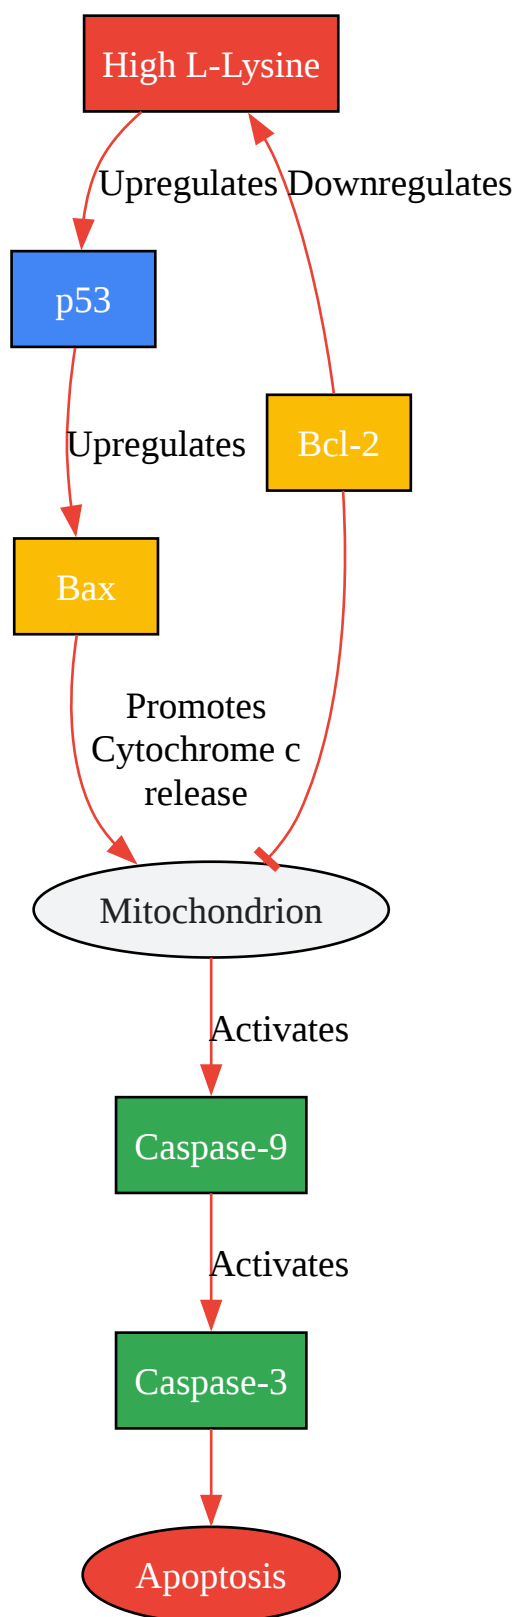 High L-Lysine
Upregulates
Downregulates
p53
Upregulates
Bcl-2
Bax
Promotes
Cytochrome c
release
Mitochondrion
Activates
Caspase-9
Activates
Caspase-3
Apoptosis